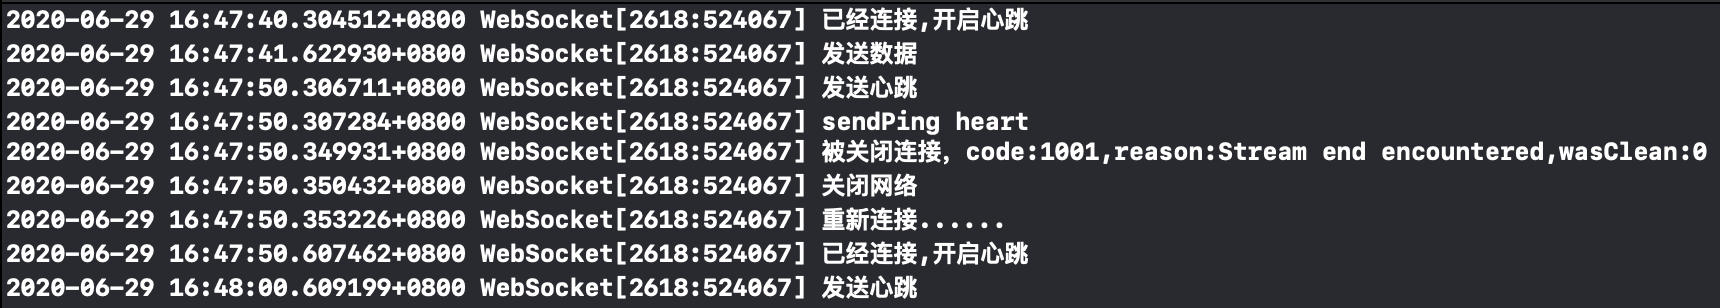 2020-06-29 16:47:40.304512+0800 WebSocket[2618:524067] 已经连接,开启心跳
2020-06-29 16:47:41.622930+0800 WebSocket[2618:524067] 发送数据
2020-06-29 16:47:50.306711+0800 WebSocket[2618:524067] 发送心跳
2020-06-29 16:47:50.307284+0800 WebSocket[2618:524067] sendPing heart
2020-06-29 16:47:50.349931+0800 WebSocket[2618:524067] 被关闭连接，code:1001,reason:Stream end encountered,wasClean:0
2020-06-29 16:47:50.350432+0800 WebSocket[2618:524067] 关闭网络
2020-06-29 16:47:50.353226+0800 WebSocket[2618:524067] 重新连接......
2020-06-29 16:47:50.607462+0800 WebSocket[2618:524067] 已经连接,开启心跳
2020-06-29 16:48:00.609199+0800 WebSocket[2618:524067] 发送心跳